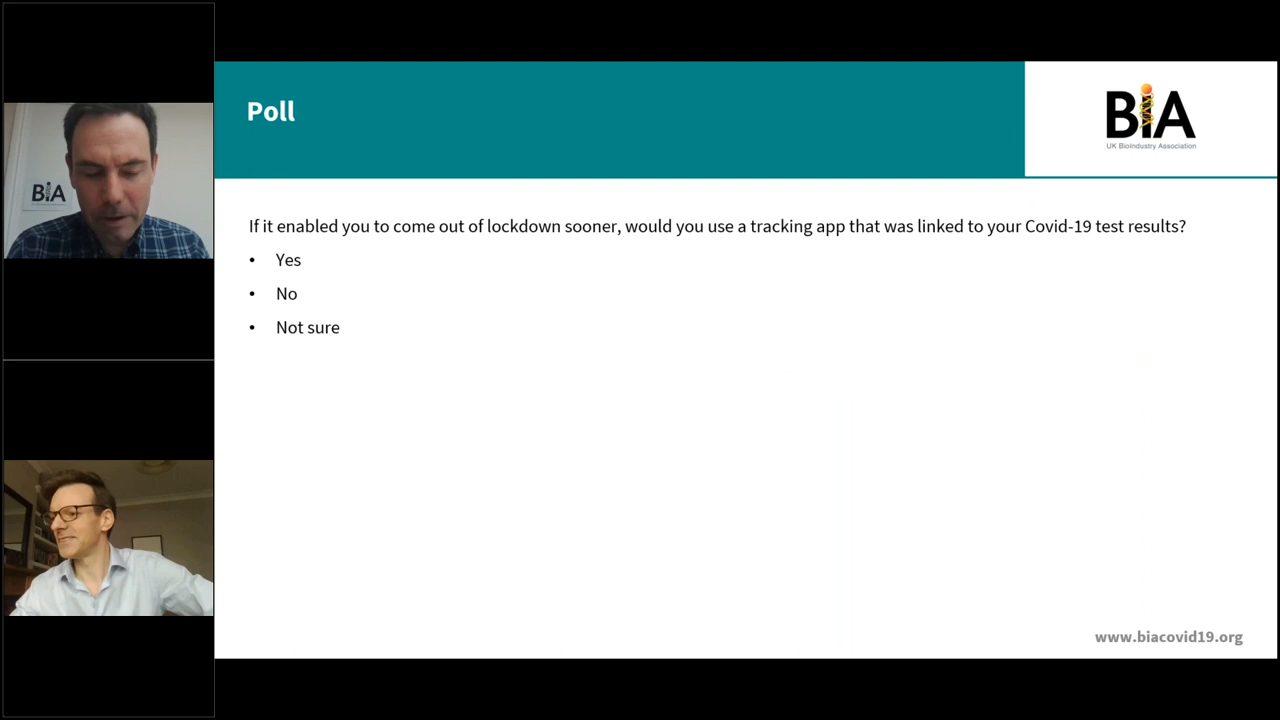 Poll
BiA
UK BioIndustry Association
If it enabled you to come out of lockdown sooner, would you use a tracking app that was linked to your Covid-19 test results?
• Yes
• No
• Not sure
BiA
www.biacovid19.org